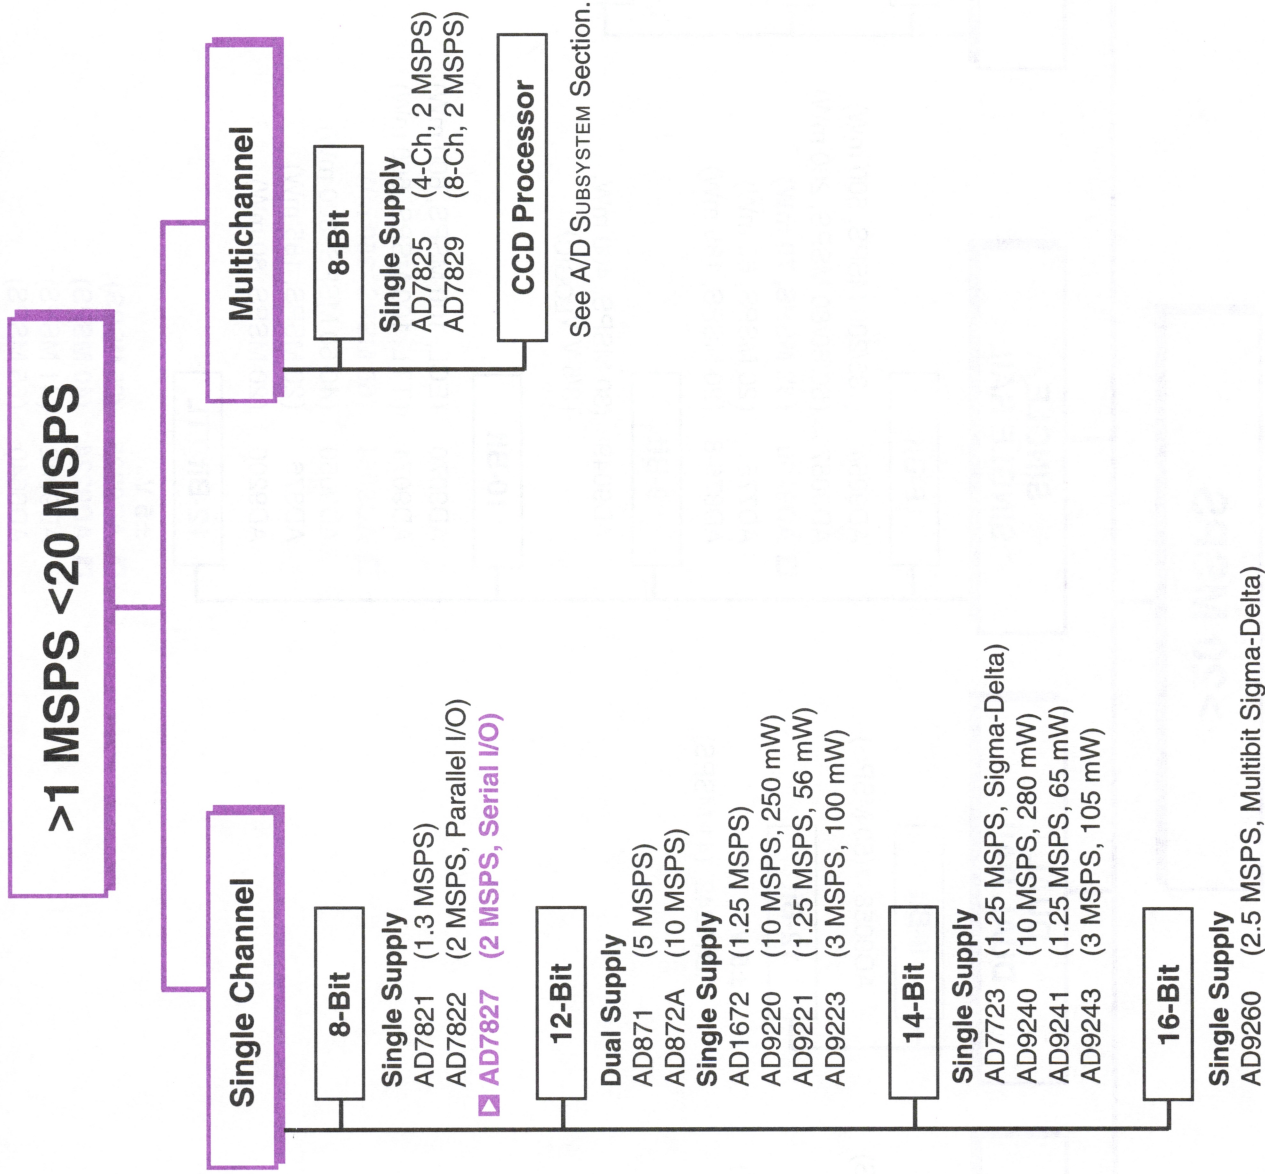 >1 MSPS <20 MSPS
Single Channel
8-Bit
Single Supply
AD7821 (1.3 MSPS)
AD7822 (2 MSPS, Parallel I/O)
AD7827 (2 MSPS, Serial I/O)
12-Bit
Dual Supply
AD871 (5 MSPS)
AD872A (10 MSPS)
Single Supply
AD1672 (1.25 MSPS)
AD9220 (10 MSPS, 250 mW)
AD9221 (1.25 MSPS, 56 mW)
AD9223 (3 MSPS, 100 mW)
14-Bit
Single Supply
AD7723 (1.25 MSPS, Sigma-Delta)
AD9240 (10 MSPS, 280 mW)
AD9241 (1.25 MSPS, 65 mW)
AD9243 (3 MSPS, 105 mW)
16-Bit
Single Supply
AD9260 (2.5 MSPS, Multibit Sigma-Delta)
Multichannel
8-Bit
Single Supply
AD7825 (4-Ch, 2 MSPS)
AD7829 (8-Ch, 2 MSPS)
CCD Processor
See A/D SUBSYSTEM Section.